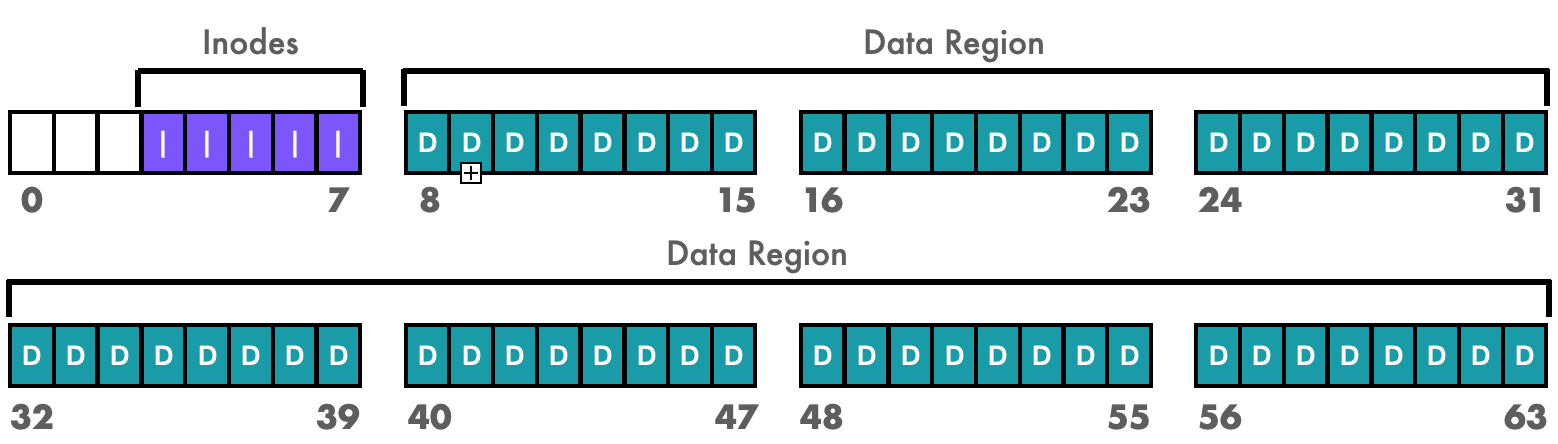 Inodes Data Region
I I I I I D D D D D D D D D D D D D D D D D D D D D D D D
0 7 8 15 16 23 24 31
Data Region
D D D D D D D D D D D D D D D D D D D D D D D D D D D D D D D D
32 39 40 47 48 55 56 63